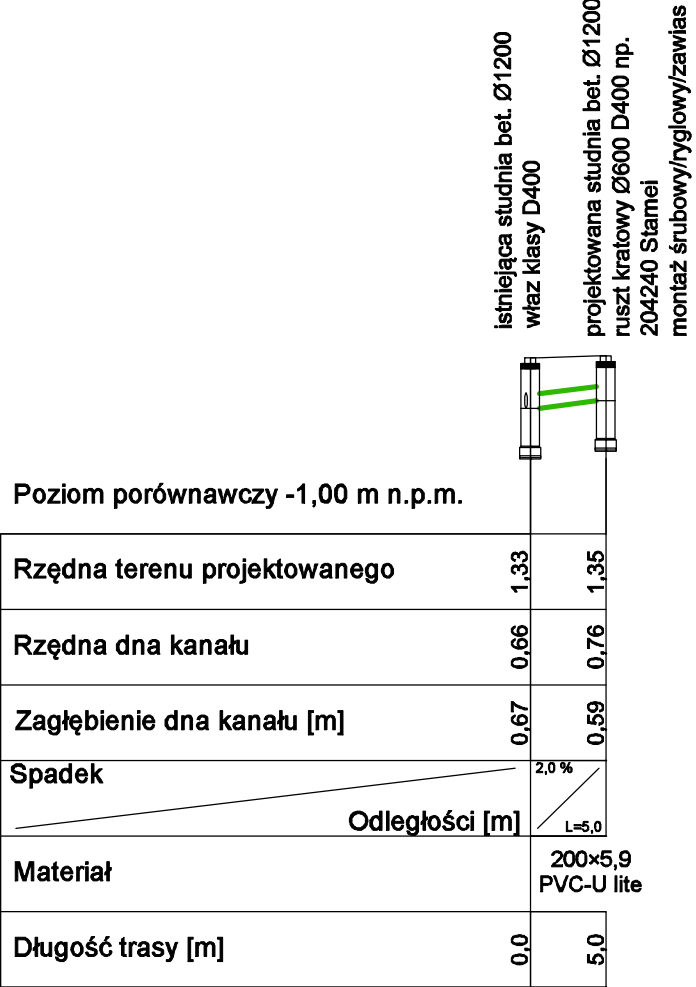 istniejąca studnia bet. Ø1200
właz klasy D400
projektowana studnia bet. Ø1200
ruszt kratowy Ø600 D400 np.
204240 Stamei
montaż śrubowy/ryglowy/zawias
Poziom porównawczy -1,00 m n.p.m.
Rzędna terenu projektowanego 1,33 1,35
Rzędna dna kanału 0,66 0,76
Zagłębienie dna kanału [m] 0,67 0,59
Spadek 2,0 %
Odległości [m] L=5,0
Materiał 200×5,9
PVC-U lite
Długość trasy [m] 0,0 5,0